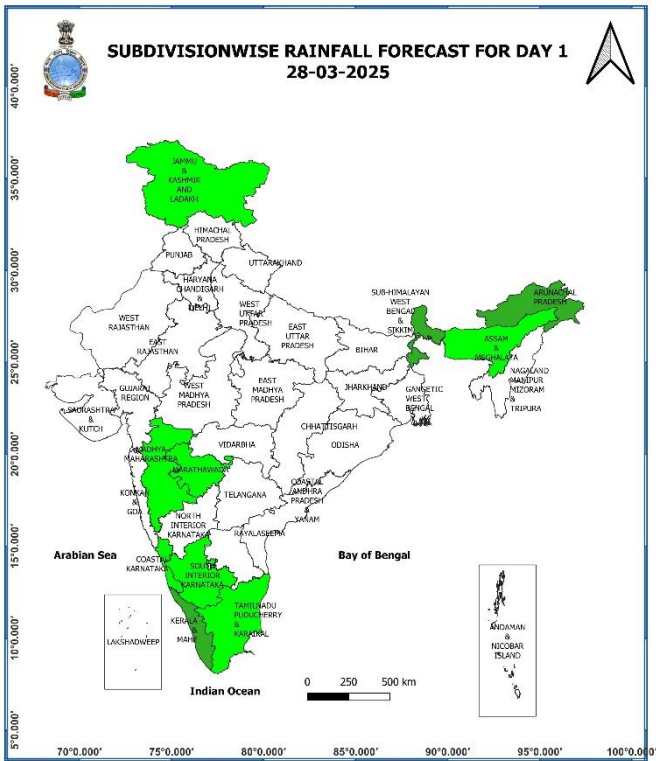 SUBDIVISIONWISE RAINFALL FORECAST FOR DAY 1
28-03-2025
40°0.000'
35°0.000'
30°0.000'
25°0.000'
20°0.000'
15°0.000'
10°0.000'
5°0.000'
JAMMU
&
KASHMIR
AND
LADAKH
HIMACHAL
PRADESH
PUNJAB
UTTARAKHAND
HARYANA
CHANDIGARH
&
DELHI
WEST
RAJASTHAN
EAST
RAJASTHAN
WEST
UTTAR
PRADESH
EAST
UTTAR
PRADESH
SUB-HIMALAYAN
WEST
BENGAL
&
SIKKIM
ARUNACHAL
PRADESH
ASSAM
&
MEGHALAYA
NAGALAND
MANIPUR
MIZORAM
&
TRIPURA
BIHAR
JHARKHAND
GANGETIC
WEST
BENGAL
GUJARAT
REGION
SAURASHTRA
&
KUTCH
WEST
MADHYA
PRADESH
EAST
MADHYA
PRADESH
CHHATTISGARH
ODISHA
VIDARBHA
MADHYA
MAHARASHTRA
MARATHAWADA
KONKAN
&
GOA
TELANGANA
COASTAL
ANDHRA
PRADESH
&
YANAM
NORTH
INTERIOR
KARNATAKA
RAYALASEEMA
COASTAL
KARNATAKA
SOUTH
INTERIOR
KARNATAKA
TAMILNADU
PUDUCHERRY
&
KARAIKAL
KERALA
&
MAHE
LAKSHADWEEP
ANDAMAN
&
NICOBAR
ISLAND
Arabian Sea
Bay of Bengal
Indian Ocean
0 250 500 km
70°0.000' 75°0.000' 80°0.000' 85°0.000' 90°0.000' 95°0.000' 100°0.000'